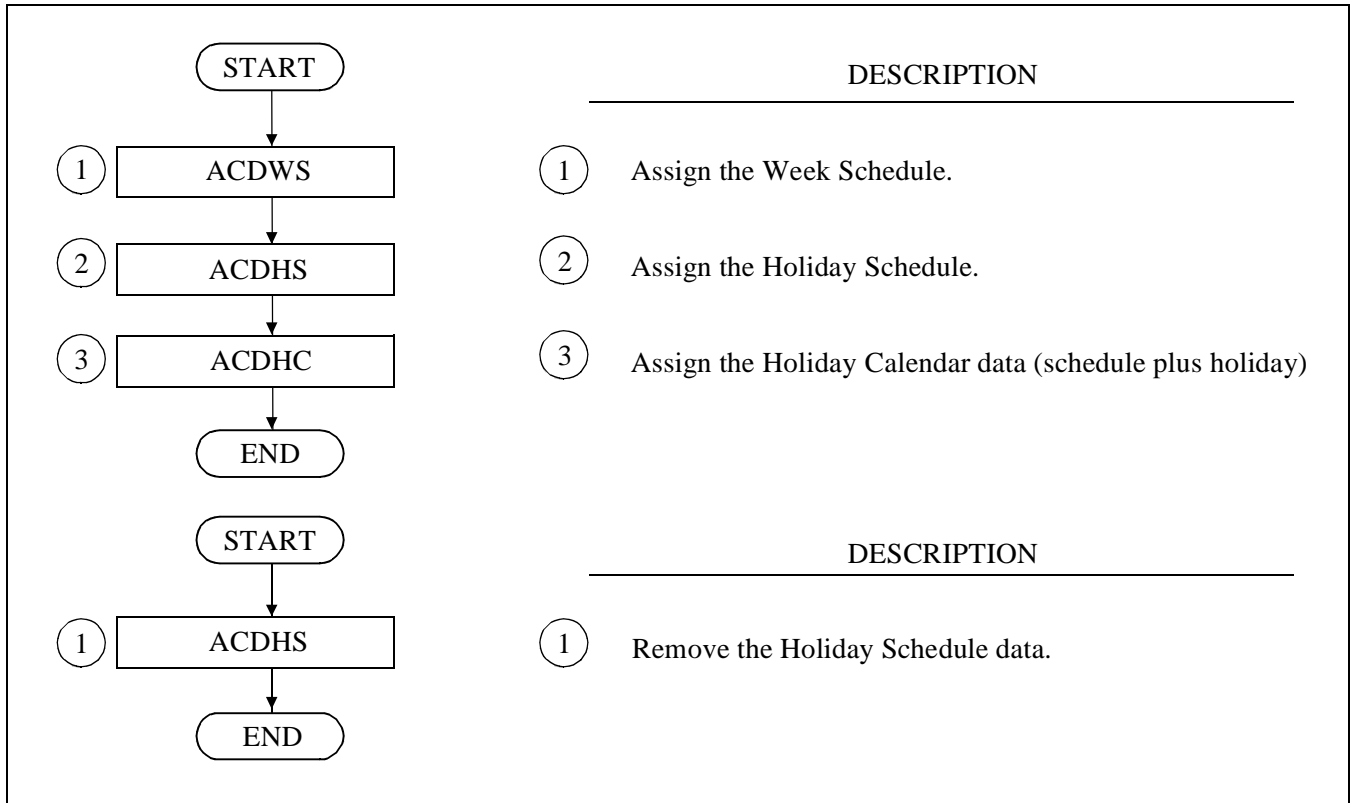 START
DESCRIPTION
1 ACDWS
1 Assign the Week Schedule.
2 ACDHS
2 Assign the Holiday Schedule.
3 ACDHC
3 Assign the Holiday Calendar data (schedule plus holiday)
END
START
DESCRIPTION
1 ACDHS
1 Remove the Holiday Schedule data.
END